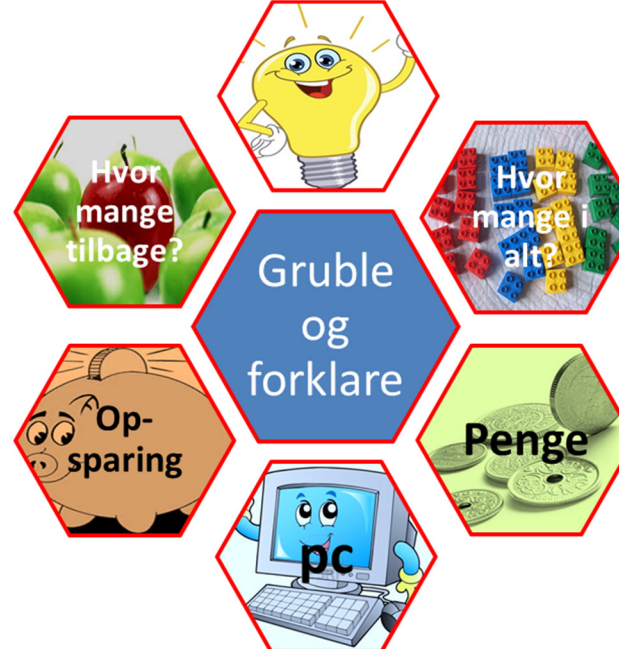 Hvor
mange
tilbage?
Hvor
mange i
alt?
Gruble
og
forklare
Op-
sparing
Penge
pc